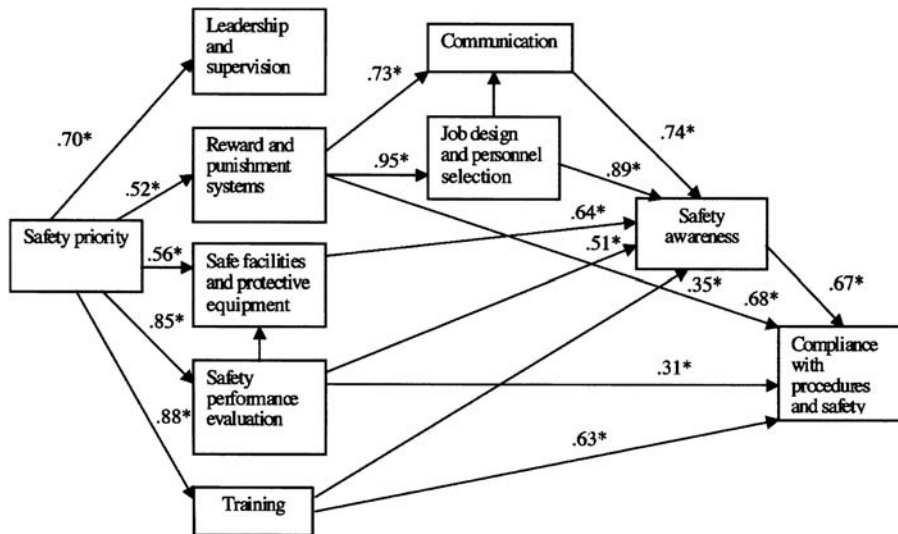 Leadership
and
supervision
Communication
.73*
.74*
.70*
Reward and
punishment
systems
.95*
Job design
and personnel
selection
.89*
.52*
.64*
Safety
awareness
Safety priority
.56*
Safe facilities
and protective
equipment
.51*
.35*
.68*
.67*
.85*
Safety
performance
evaluation
.31*
Compliance
with
procedures
and safety
.88*
.63*
Training